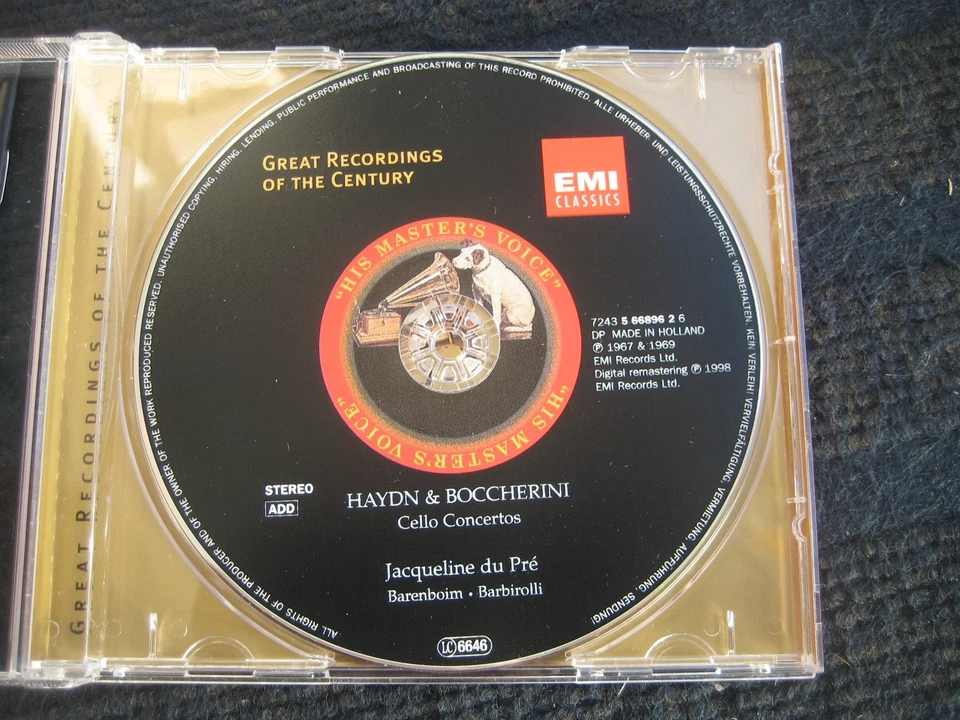 GREAT RECORDINGS OF THE CENTURY
ALL RIGHTS OF THE PRODUCER AND OF THE OWNER OF THE WORK REPRODUCED RESERVED. UNAUTHORISED COPYING, HIRING, LENDING, PUBLIC PERFORMANCE AND BROADCASTING OF THIS RECORD PROHIBITED. ALLE URHEBER- UND LEISTUNGSSCHUTZRECHTE VORBEHALTEN. KEIN VERLEIH! VERVIELFÄLTIGUNG, VERMIETUNG, AUFFÜHRUNG, SENDUNG!
GREAT RECORDINGS
OF THE CENTURY
EMI
CLASSICS
"HIS MASTER'S VOICE"
"HIS MASTER'S VOICE"
7243 5 66896 2 6
DP MADE IN HOLLAND
℗ 1967 & 1969
EMI Records Ltd.
Digital remastering ℗ 1998
EMI Records Ltd.
STEREO
ADD
HAYDN & BOCCHERINI
Cello Concertos
Jacqueline du Pré
Barenboim · Barbirolli
LC 6646